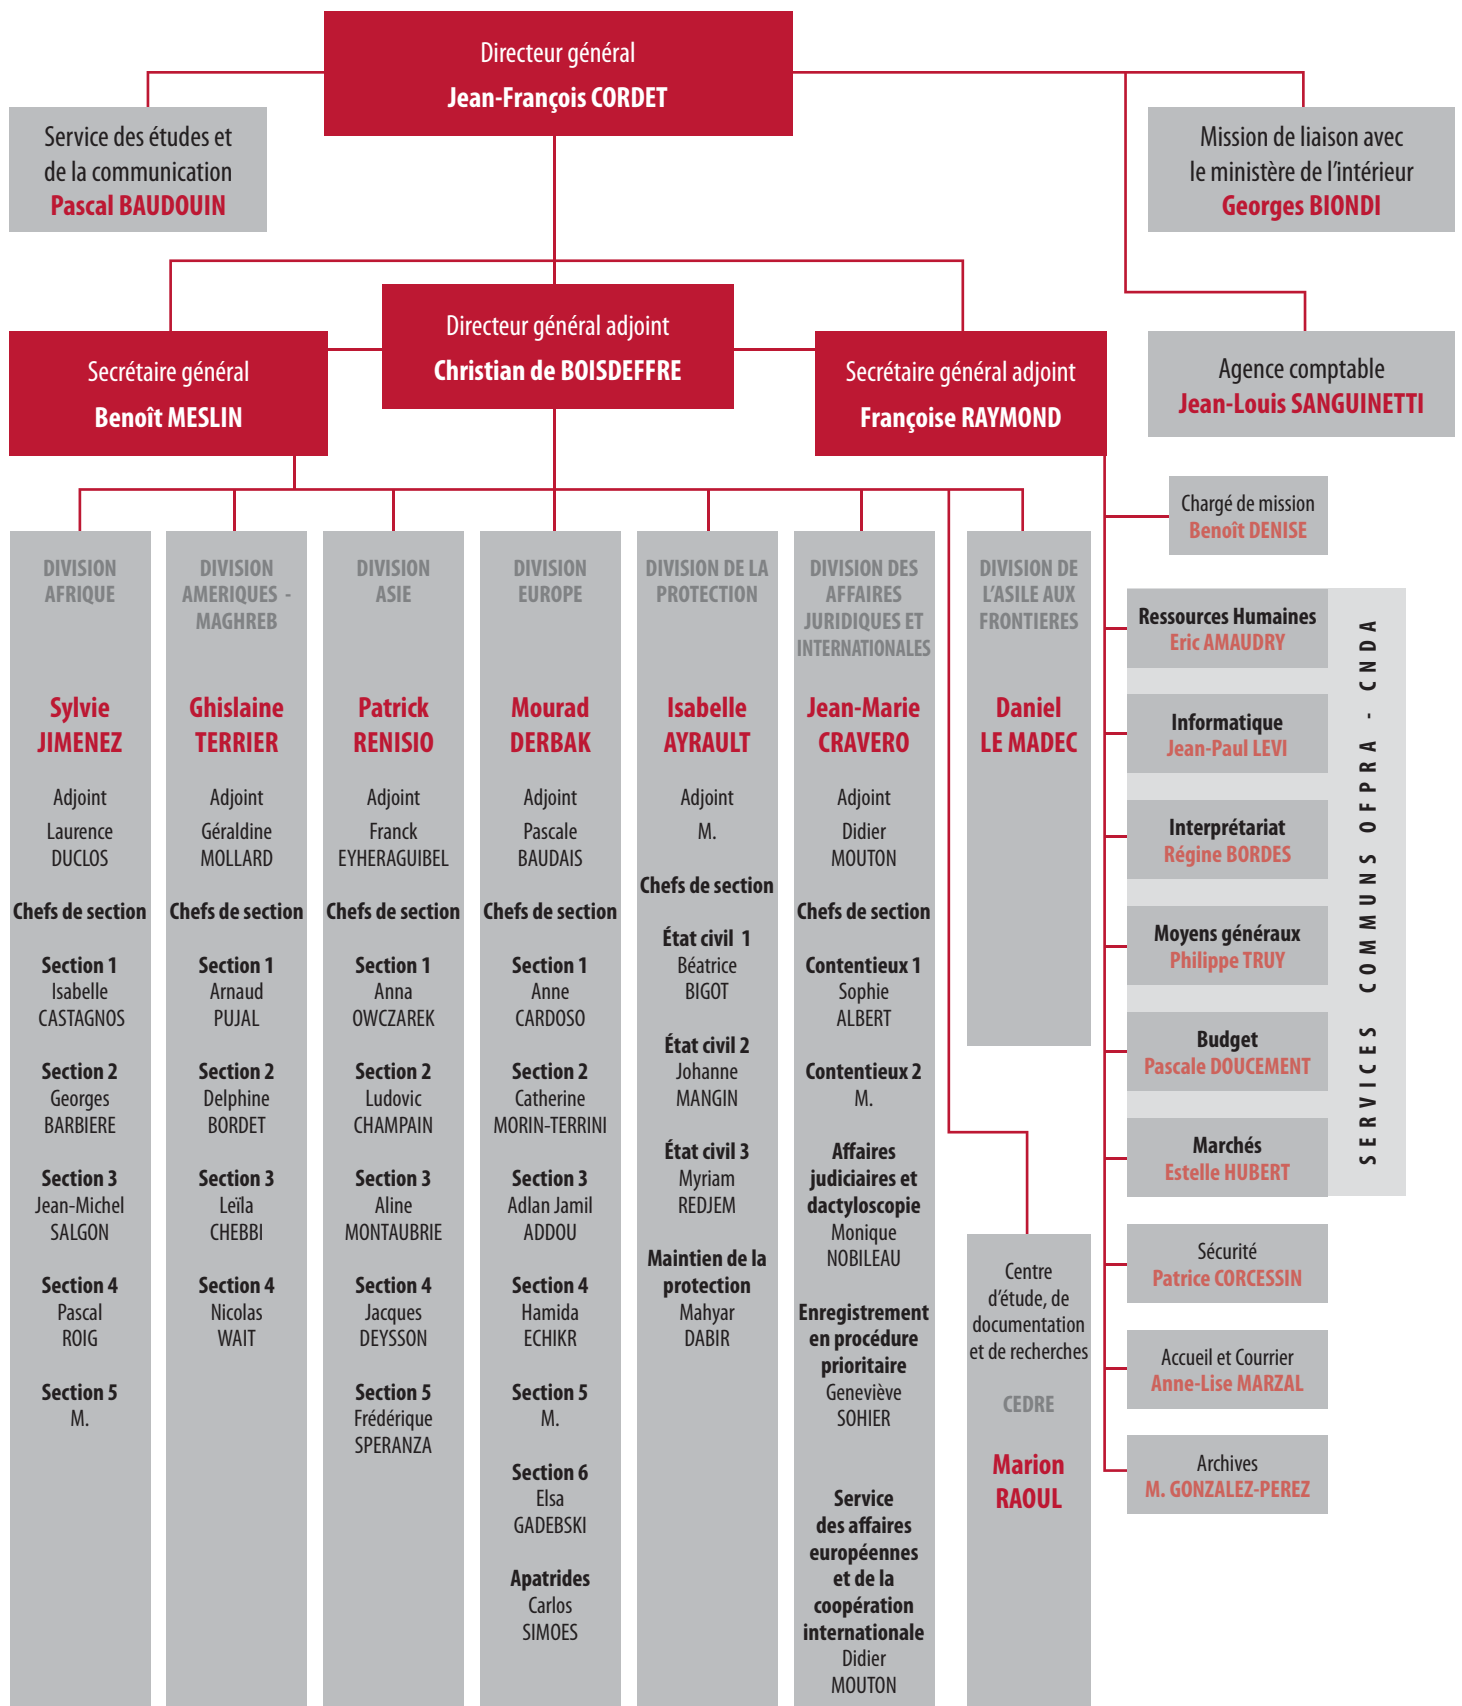 Directeur général
Jean-François CORDET
Service des études et
de la communication
Pascal BAUDOUIN
Mission de liaison avec
le ministère de l’intérieur
Georges BIONDI
Directeur général adjoint
Christian de BOISDEFFRE
Secrétaire général
Benoît MESLIN
Secrétaire général adjoint
Françoise RAYMOND
Agence comptable
Jean-Louis SANGUINETTI
DIVISION
AFRIQUE
Sylvie
JIMENEZ
Adjoint
Laurence
DUCLOS
Chefs de section
Section 1
Isabelle
CASTAGNOS
Section 2
Georges
BARBIERE
Section 3
Jean-Michel
SALGON
Section 4
Pascal
ROIG
Section 5
M.
DIVISION
AMERIQUES -
MAGHREB
Ghislaine
TERRIER
Adjoint
Géraldine
MOLLARD
Chefs de section
Section 1
Arnaud
PUJAL
Section 2
Delphine
BORDET
Section 3
Leïla
CHEBBI
Section 4
Nicolas
WAIT
DIVISION
ASIE
Patrick
RENISIO
Adjoint
Franck
EYHERAGUIBEL
Chefs de section
Section 1
Anna
OWCZAREK
Section 2
Ludovic
CHAMPAIN
Section 3
Aline
MONTAUBRIE
Section 4
Jacques
DEYSSON
Section 5
Frédérique
SPERANZA
DIVISION
EUROPE
Mourad
DERBAK
Adjoint
Pascale
BAUDAIS
Chefs de section
Section 1
Anne
CARDOSO
Section 2
Catherine
MORIN-TERRINI
Section 3
Adlan Jamil
ADDOU
Section 4
Hamida
ECHIKR
Section 5
M.
Section 6
Elsa
GADEBSKI
Apatrides
Carlos
SIMOES
DIVISION DE LA
PROTECTION
Isabelle
AYRAULT
Adjoint
M.
Chefs de section
État civil 1
Béatrice
BIGOT
État civil 2
Johanne
MANGIN
État civil 3
Myriam
REDJEM
Maintien de la
protection
Mahyar
DABIR
DIVISION DES
AFFAIRES
JURIDIQUES ET
INTERNATIONALES
Jean-Marie
CRAVERO
Adjoint
Didier
MOUTON
Chefs de section
Contentieux 1
Sophie
ALBERT
Contentieux 2
M.
Affaires
judiciaires et
dactyloscopie
Monique
NOBILEAU
Enregistrement
en procédure
prioritaire
Geneviève
SOHIER
Service
des affaires
européennes
et de la
coopération
internationale
Didier
MOUTON
DIVISION DE
L’ASILE AUX
FRONTIERES
Daniel
LE MADEC
Centre
d’étude, de
documentation
et de recherches
CEDRE
Marion
RAOUL
Chargé de mission
Benoît DENISE
Ressources Humaines
Eric AMAUDRY
Informatique
Jean-Paul LEVI
Interprétariat
Régine BORDES
Moyens généraux
Philippe TRUY
Budget
Pascale DOUCEMENT
Marchés
Estelle HUBERT
SERVICES COMMUNS OFPRA - CNDA
Sécurité
Patrice CORCESSIN
Accueil et Courrier
Anne-Lise MARZAL
Archives
M. GONZALEZ-PEREZ